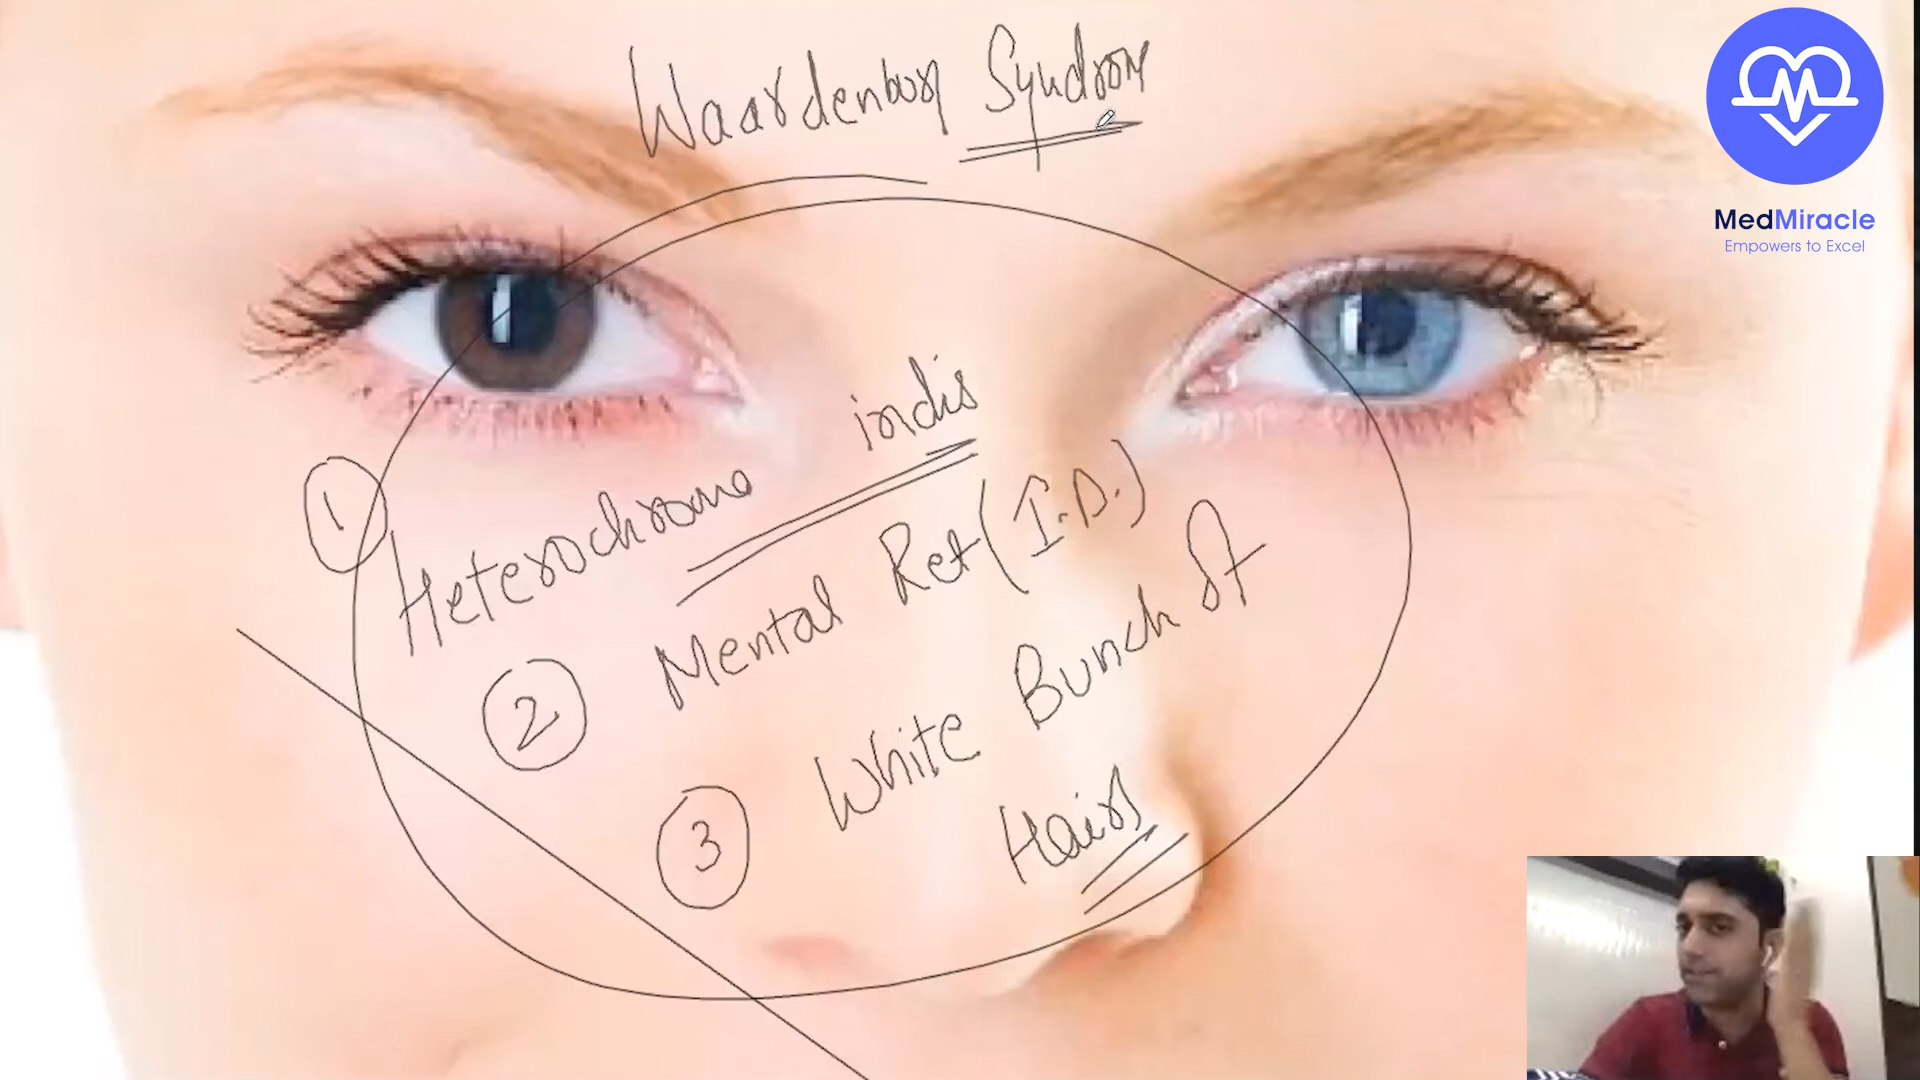 Waardenburg Syndrom
MedMiracle
Empowers to Excel
1 Heterochroma iridis
2 Mental Ret (I.D.)
3 White Bunch of
Hairs